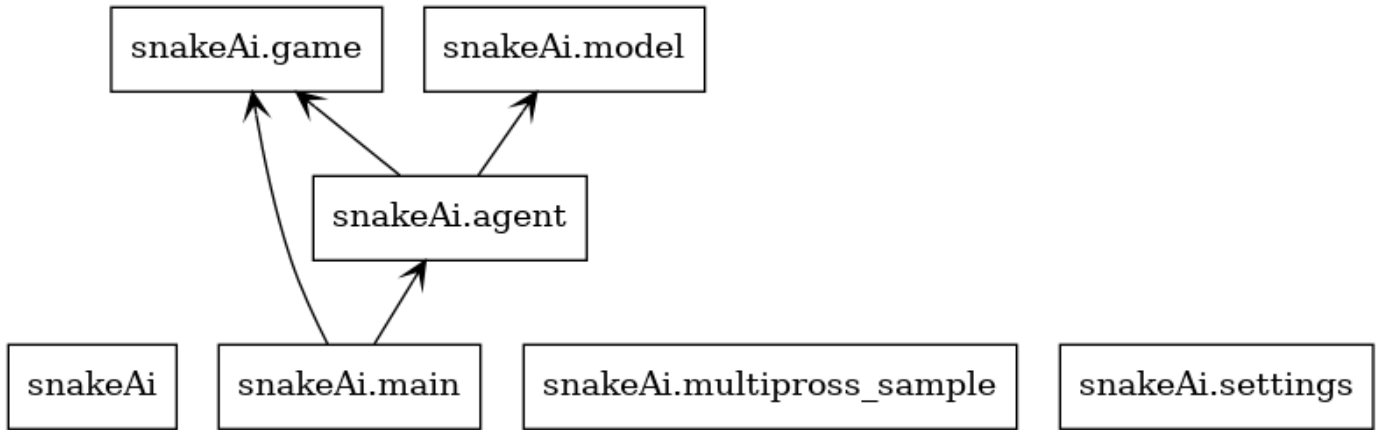 snakeAi.game
snakeAi.model
snakeAi.agent
snakeAi
snakeAi.main
snakeAi.multipross_sample
snakeAi.settings